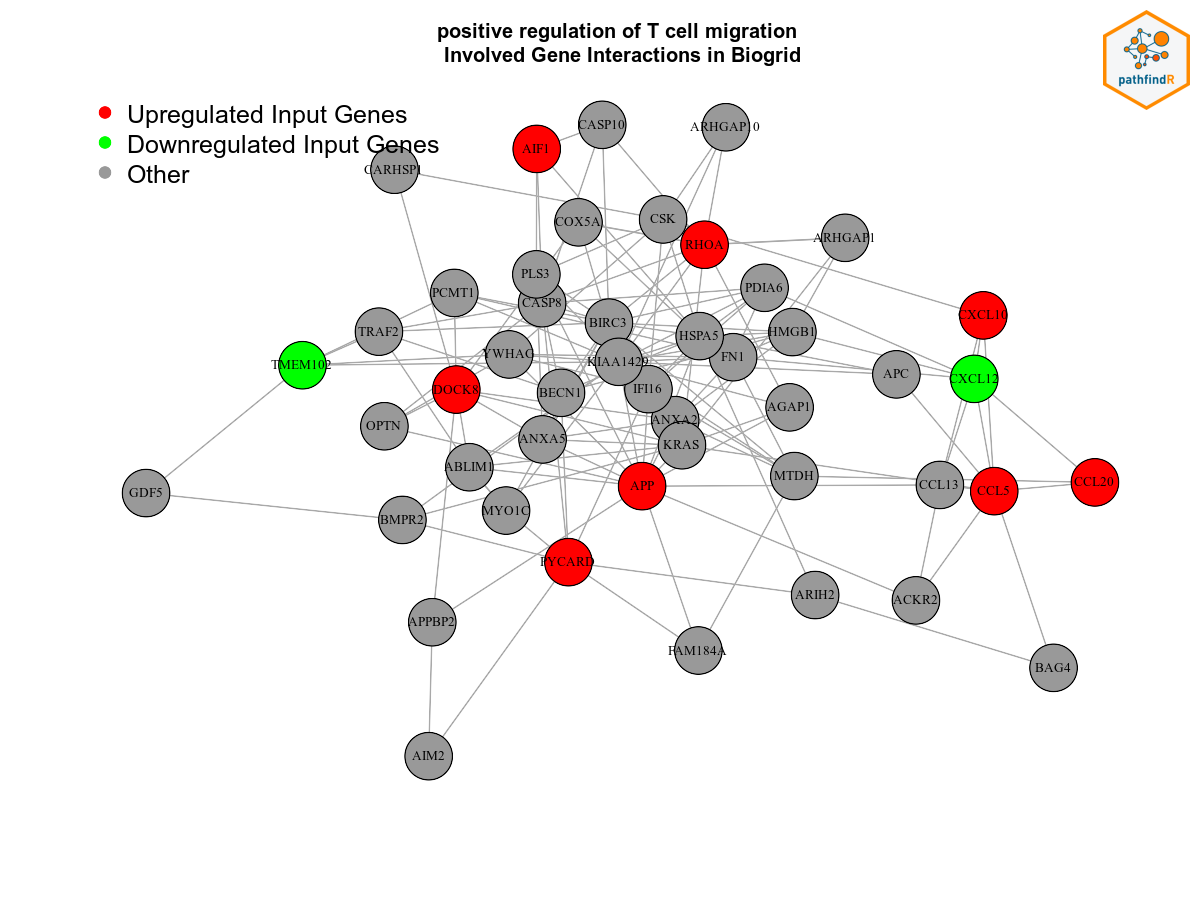 positive regulation of T cell migration
Involved Gene Interactions in Biogrid
pathfindR
Upregulated Input Genes
Downregulated Input Genes
Other
CASP10
ARHGAP10
AIF1
CARHSP1
COX5A
CSK
RHOA
ARHGAP1
PLS3
PCMT1
CASP8
PDIA6
CXCL10
BIRC3
TRAF2
HSPA5
HMGB1
YWHAG
KIAA1429
FN1
TMEM102
APC
CXCL12
DOCK8
BECN1
IFI16
AGAP1
OPTN
ANXA2
ANXA5
KRAS
ABLIM1
MTDH
APP
CCL13
CCL5
CCL20
GDF5
MYO1C
BMPR2
PYCARD
ARIH2
ACKR2
APPBP2
FAM184A
BAG4
AIM2